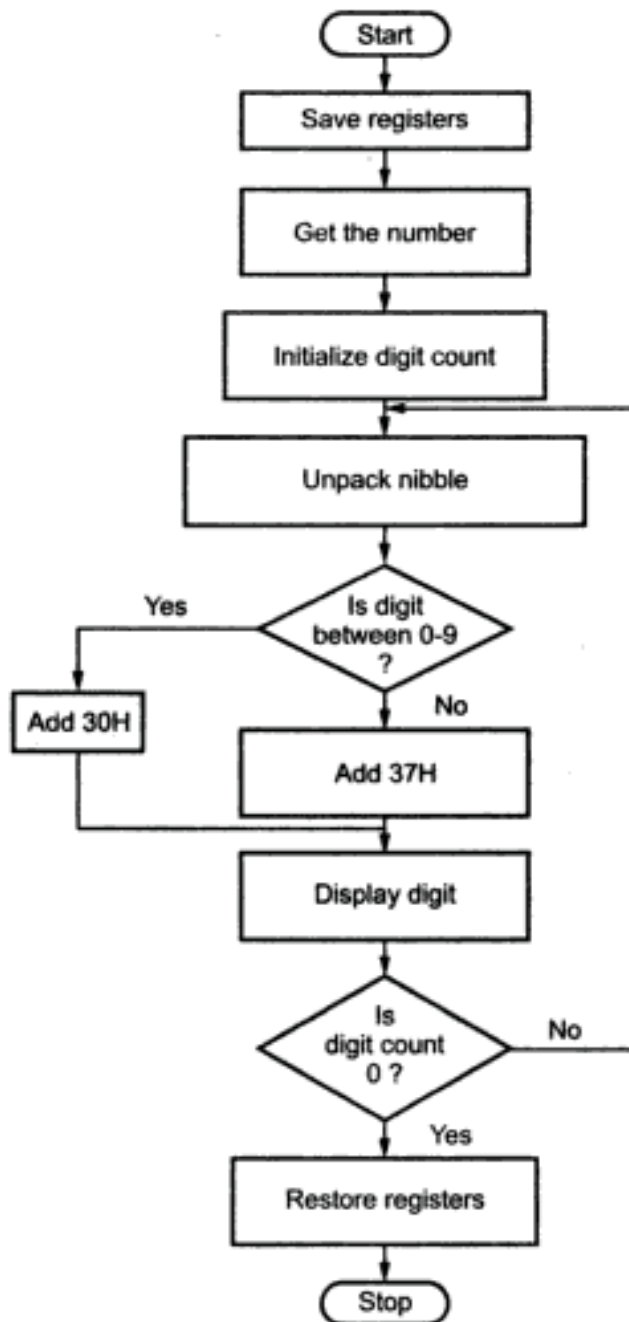 Start
Save registers
Get the number
Initialize digit count
Unpack nibble
Yes
Is digit
between 0-9
?
No
Add 30H
Add 37H
Display digit
Is
digit count
0 ?
No
Yes
Restore registers
Stop